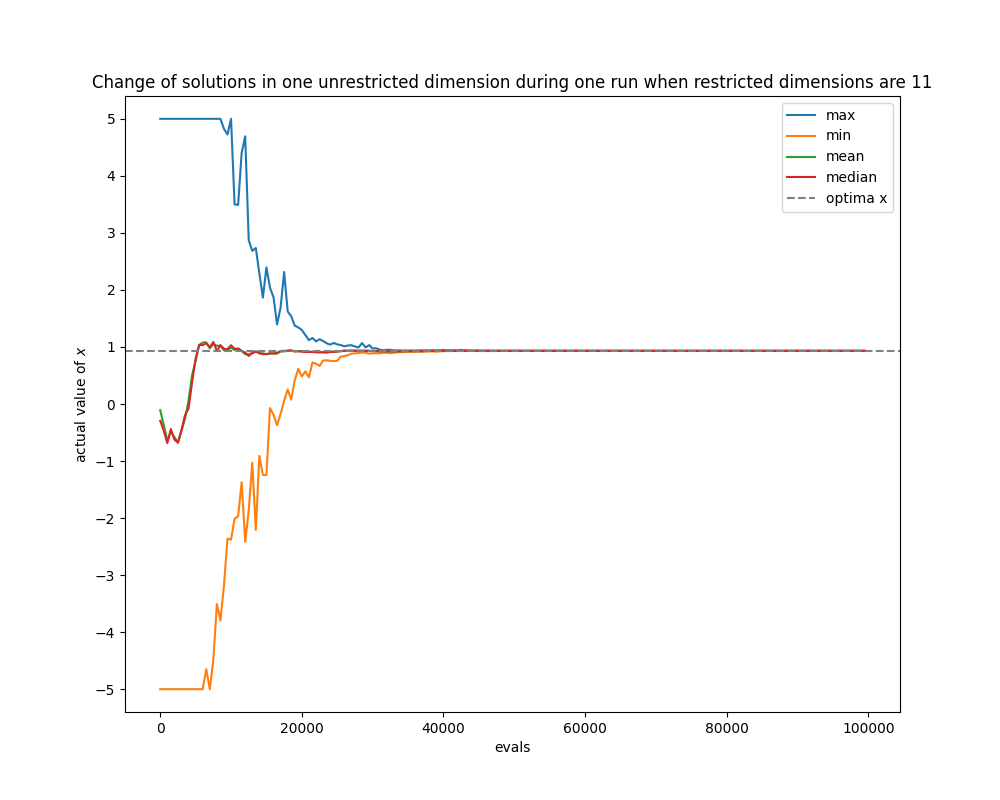 Change of solutions in one unrestricted dimension during one run when restricted dimensions are 11
max
min
mean
median
optima x
5
4
3
2
1
0
−1
−2
−3
−4
−5
actual value of x
0 20000 40000 60000 80000 100000
evals